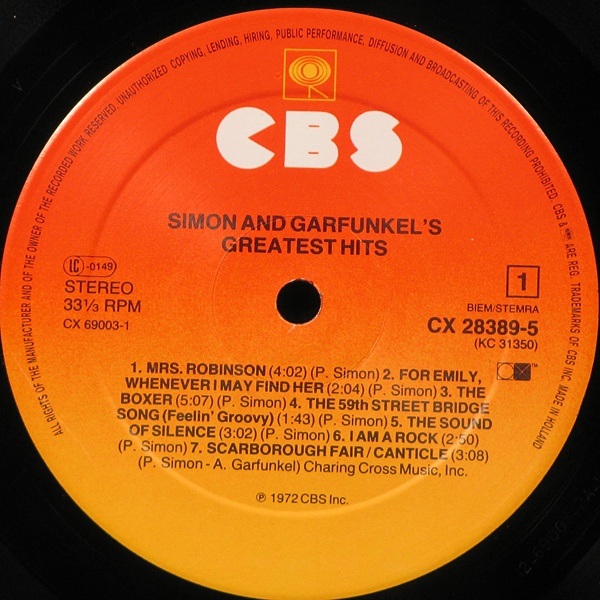 ALL RIGHTS OF THE MANUFACTURER AND OF THE OWNER OF THE RECORDED WORK RESERVED. UNAUTHORIZED COPYING, LENDING, HIRING, PUBLIC PERFORMANCE, DIFFUSION AND BROADCASTING OF THIS RECORDING PROHIBITED. CBS & ARE REG. TRADEMARKS OF CBS INC. MADE IN HOLLAND
CBS
SIMON AND GARFUNKEL'S
GREATEST HITS
LC-0149
STEREO
33⅓ RPM
CX 69003-1
1
BIEM/STEMRA
CX 28389-5
(KC 31350)
TM
1. MRS. ROBINSON (4:02) (P. Simon) 2. FOR EMILY,
WHENEVER I MAY FIND HER (2:04) (P. Simon) 3. THE
BOXER (5:07) (P. Simon) 4. THE 59th STREET BRIDGE
SONG (Feelin' Groovy) (1:43) (P. Simon) 5. THE SOUND
OF SILENCE (3:02) (P. Simon) 6. I AM A ROCK (2:50)
(P. Simon) 7. SCARBOROUGH FAIR / CANTICLE (3:08)
(P. Simon - A. Garfunkel) Charing Cross Music, Inc.
℗ 1972 CBS Inc.